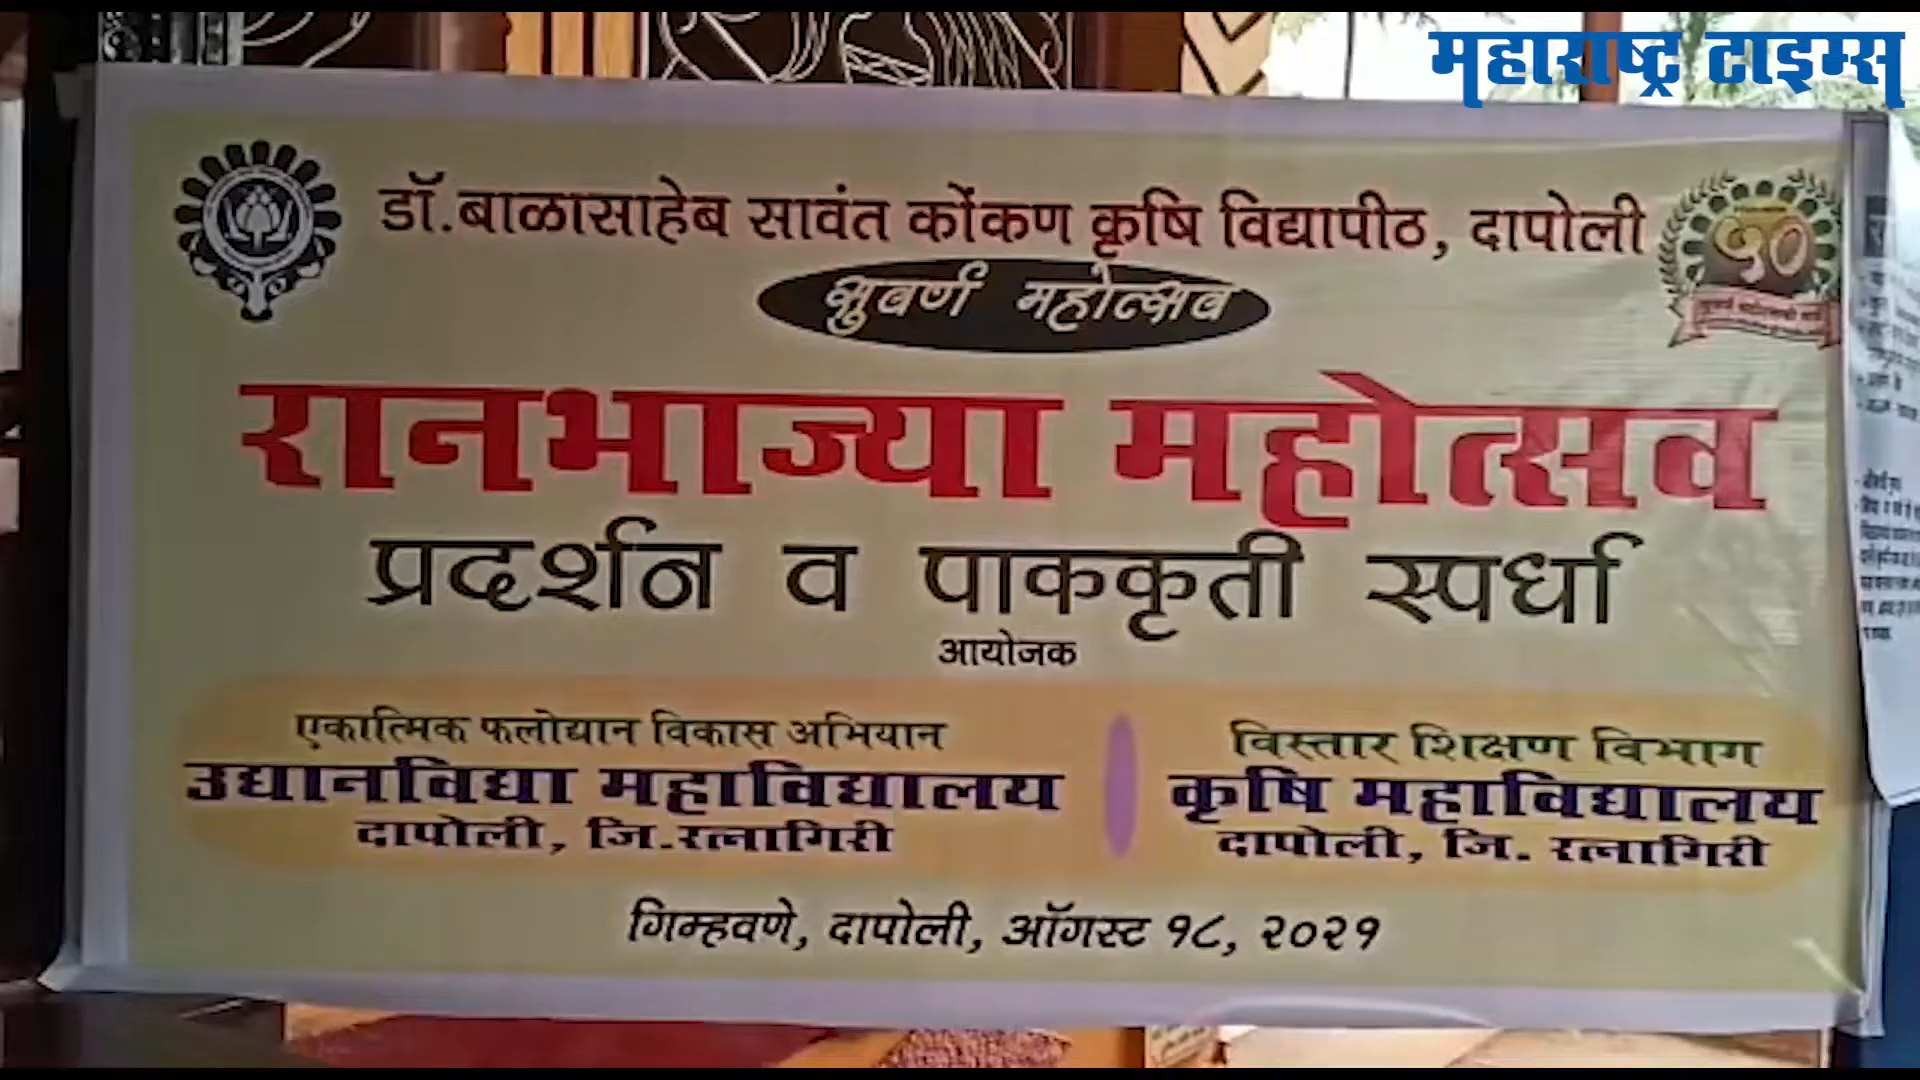 महाराष्ट्र टाइम्स
डॉ.बाळासाहेब सावंत कोंकण कृषि विद्यापीठ, दापोली
५०
सुवर्ण महोत्सव
रानभाज्या महोत्सव
प्रदर्शन व पाककृती स्पर्धा
आयोजक
एकात्मिक फलोद्यान विकास अभियान
उद्यानविद्या महाविद्यालय
दापोली, जि.रत्नागिरी
विस्तार शिक्षण विभाग
कृषि महाविद्यालय
दापोली, जि. रत्नागिरी
गिम्हवणे, दापोली, ऑगस्ट १८, २०२१